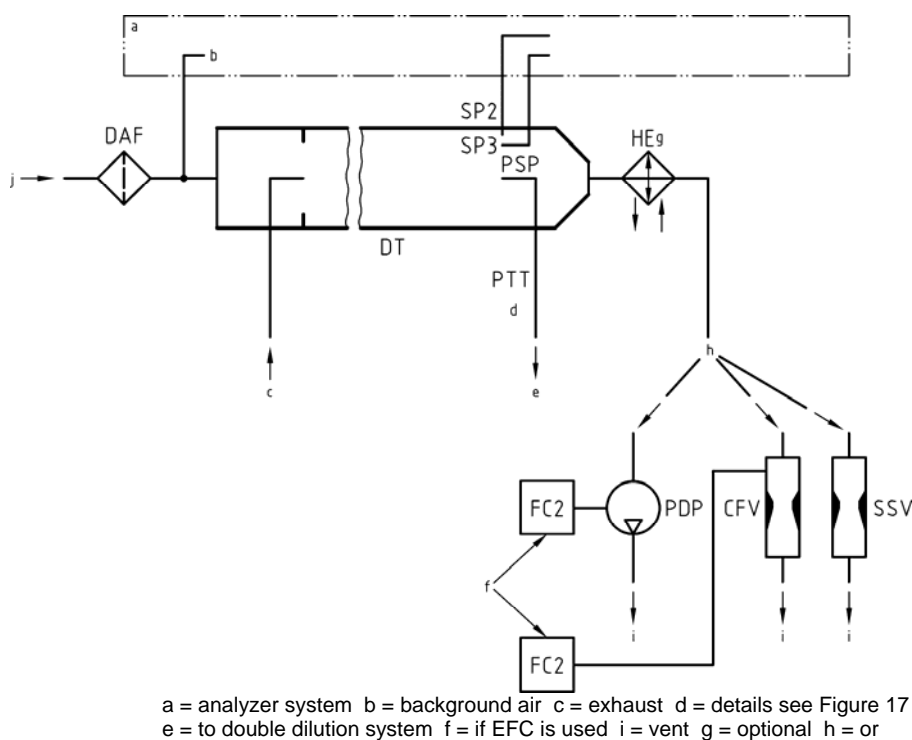 a
b
SP2
DAF
SP3
HEg
PSP
j
DT
PTT
d
h
c
e
FC2
PDP
CFV
SSV
f
i
i
i
FC2
a = analyzer system b = background air c = exhaust d = details see Figure 17
e = to double dilution system f = if EFC is used i = vent g = optional h = or